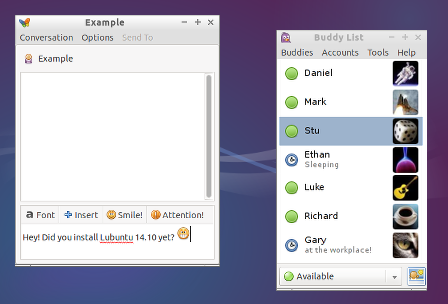 Example
Conversation Options Send To
Example
a Font Insert Smile! Attention!
Hey! Did you install Lubuntu 14.10 yet?
Buddy List
Buddies Accounts Tools Help
Daniel
Mark
Stu
Ethan
Sleeping
Luke
Richard
Gary
at the workplace!
Available